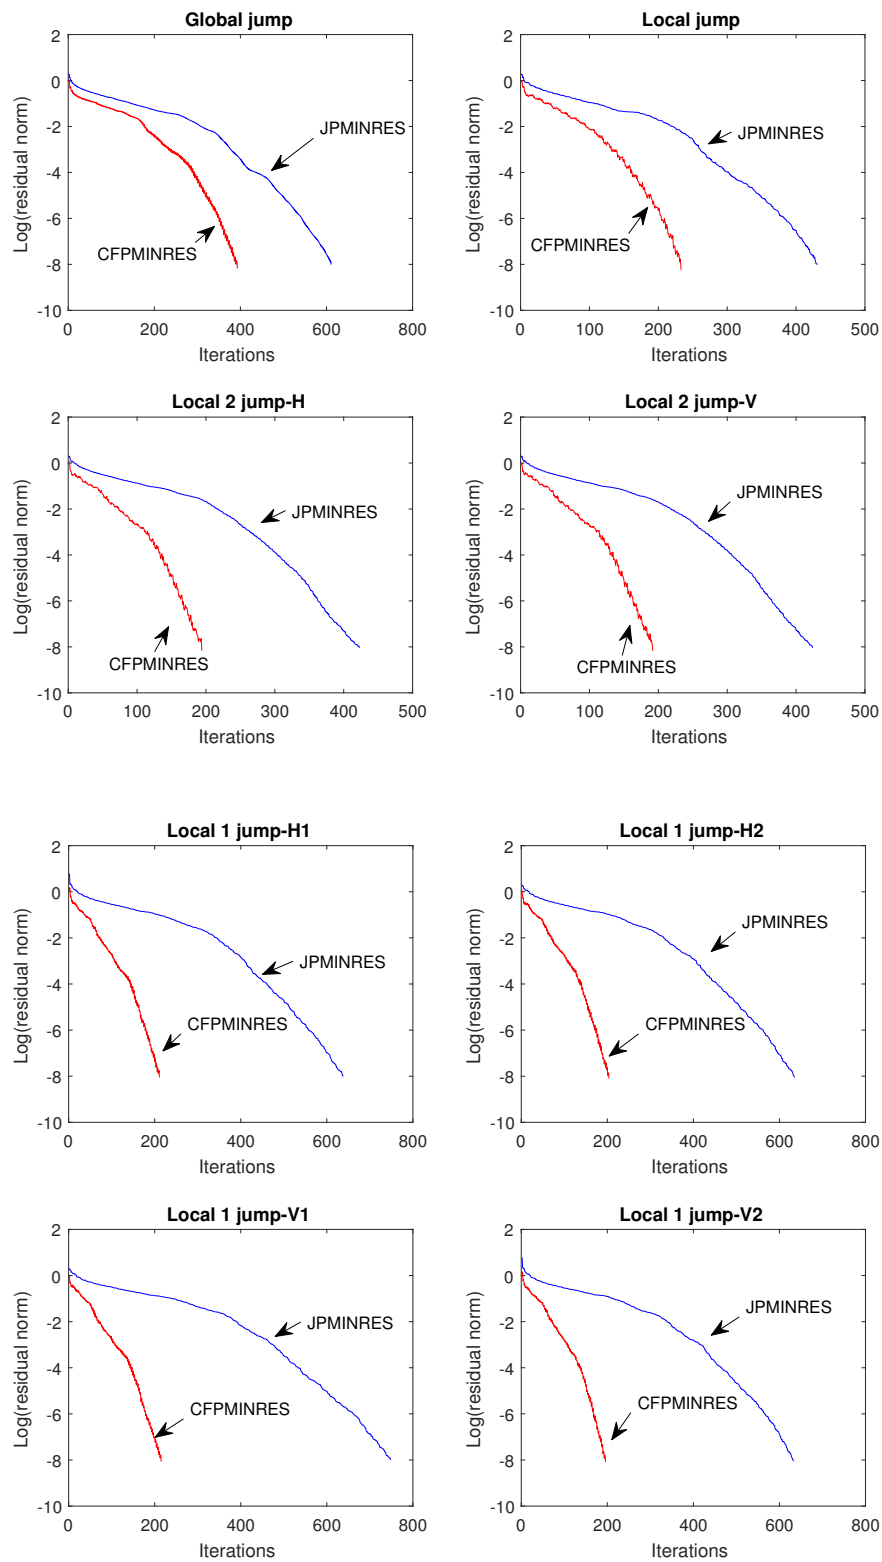 Global jump
2
0
-2
-4
-6
-8
-10
Log(residual norm)
JPMINRES
CFPMINRES
0 200 400 600 800
Iterations
Local jump
2
0
-2
-4
-6
-8
-10
Log(residual norm)
JPMINRES
CFPMINRES
0 100 200 300 400 500
Iterations
Local 2 jump-H
2
0
-2
-4
-6
-8
-10
Log(residual norm)
JPMINRES
CFPMINRES
0 100 200 300 400 500
Iterations
Local 2 jump-V
2
0
-2
-4
-6
-8
-10
Log(residual norm)
JPMINRES
CFPMINRES
0 100 200 300 400 500
Iterations
Local 1 jump-H1
2
0
-2
-4
-6
-8
-10
Log(residual norm)
JPMINRES
CFPMINRES
0 200 400 600 800
Iterations
Local 1 jump-H2
2
0
-2
-4
-6
-8
-10
Log(residual norm)
JPMINRES
CFPMINRES
0 200 400 600 800
Iterations
Local 1 jump-V1
2
0
-2
-4
-6
-8
-10
Log(residual norm)
JPMINRES
CFPMINRES
0 200 400 600 800
Iterations
Local 1 jump-V2
2
0
-2
-4
-6
-8
-10
Log(residual norm)
JPMINRES
CFPMINRES
0 200 400 600 800
Iterations